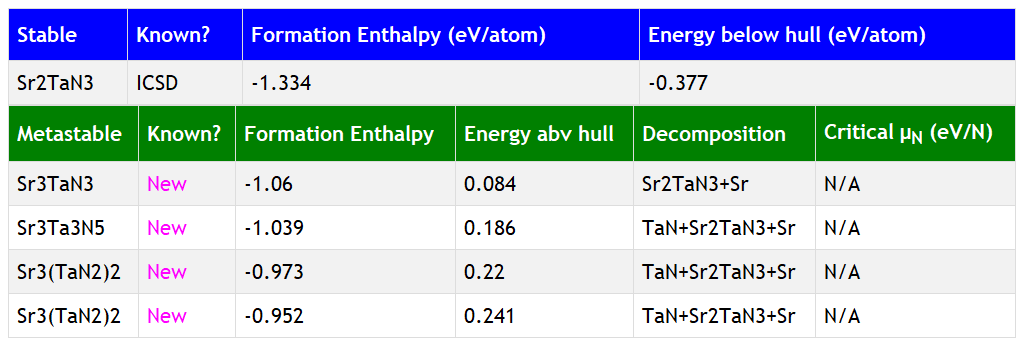 Stable Known? Formation Enthalpy (eV/atom) Energy below hull (eV/atom)
Sr2TaN3 ICSD -1.334 -0.377
Metastable Known? Formation Enthalpy Energy abv hull Decomposition Critical μN (eV/N)
Sr3TaN3 New -1.06 0.084 Sr2TaN3+Sr N/A
Sr3Ta3N5 New -1.039 0.186 TaN+Sr2TaN3+Sr N/A
Sr3(TaN2)2 New -0.973 0.22 TaN+Sr2TaN3+Sr N/A
Sr3(TaN2)2 New -0.952 0.241 TaN+Sr2TaN3+Sr N/A